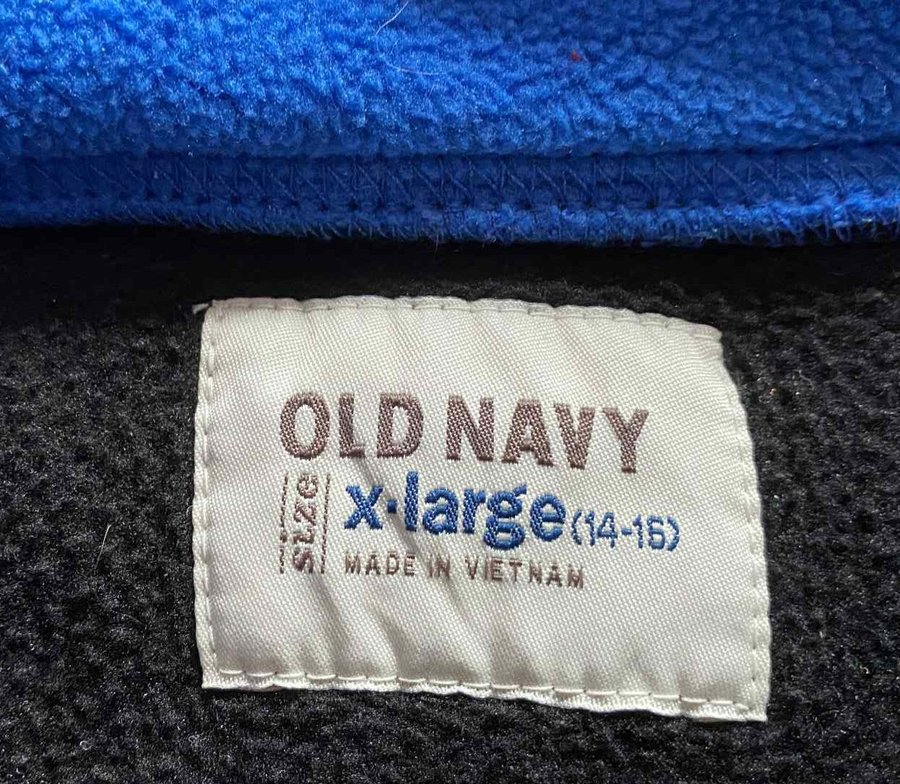 OLD NAVY
size x-large (14-16)
MADE IN VIETNAM